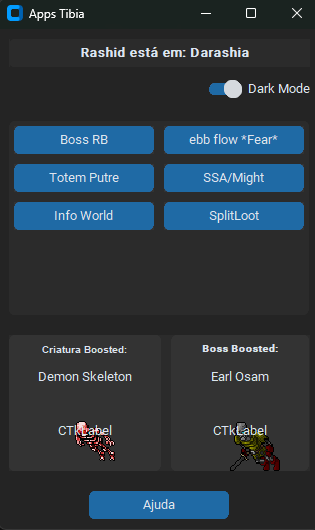 Apps Tibia
Rashid está em: Darashia
Dark Mode
Boss RB
ebb flow *Fear*
Totem Putre
SSA/Might
Info World
SplitLoot
Criatura Boosted:
Boss Boosted:
Demon Skeleton
Earl Osam
CTkLabel
CTkLabel
Ajuda